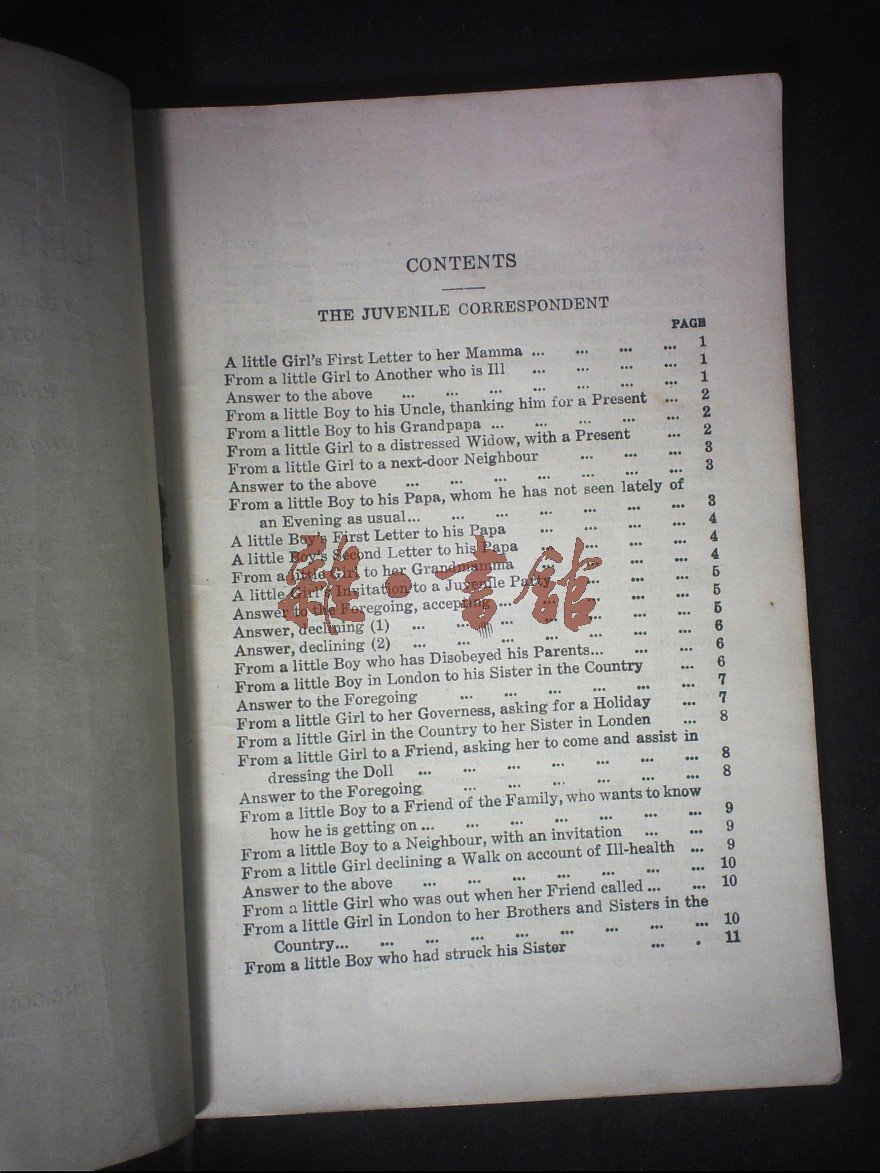 CONTENTS
THE JUVENILE CORRESPONDENT
PAGE
A little Girl's First Letter to her Mamma ... ... ... ... 1
From a little Girl to Another who is Ill ... ... ... ... 1
Answer to the above ... ... ... ... ... ... ... 1
From a little Boy to his Uncle, thanking him for a Present ... 2
From a little Boy to his Grandpapa ... ... ... ... ... 2
From a little Girl to a distressed Widow, with a Present ... 2
From a little Girl to a next-door Neighbour ... ... ... 3
Answer to the above ... ... ... ... ... ... ... 3
From a little Boy to his Papa, whom he has not seen lately of
an Evening as usual... ... ... ... ... ... ... 3
A little Boy's First Letter to his Papa ... ... ... ... 4
A little Boy's Second Letter to his Papa ... ... ... ... 4
From a little Girl to her Grandmamma ... ... ... ... 4
A little Girl's Invitation to a Juvenile Party ... ... ... 5
Answer to the Foregoing, accepting ... ... ... ... ... 5
Answer, declining (1) ... ... ... ... ... ... ... 5
Answer, declining (2) ... ... ... ... ... ... ... 6
From a little Boy who has Disobeyed his Parents... ... ... 6
From a little Boy in London to his Sister in the Country ... 6
Answer to the Foregoing ... ... ... ... ... ... 7
From a little Girl to her Governess, asking for a Holiday ... 7
From a little Girl in the Country to her Sister in Londen ... 8
From a little Girl to a Friend, asking her to come and assist in
dressing the Doll ... ... ... ... ... ... ... 8
Answer to the Foregoing ... ... ... ... ... ... 8
From a little Boy to a Friend of the Family, who wants to know
how he is getting on ... ... ... ... ... ... ... 9
From a little Boy to a Neighbour, with an invitation ... ... 9
From a little Girl declining a Walk on account of Ill-health ... 9
Answer to the above ... ... ... ... ... ... ... 10
From a little Girl who was out when her Friend called ... ... 10
From a little Girl in London to her Brothers and Sisters in the
Country... ... ... ... ... ... ... ... ... 10
From a little Boy who had struck his Sister ... . 11
雜·書館